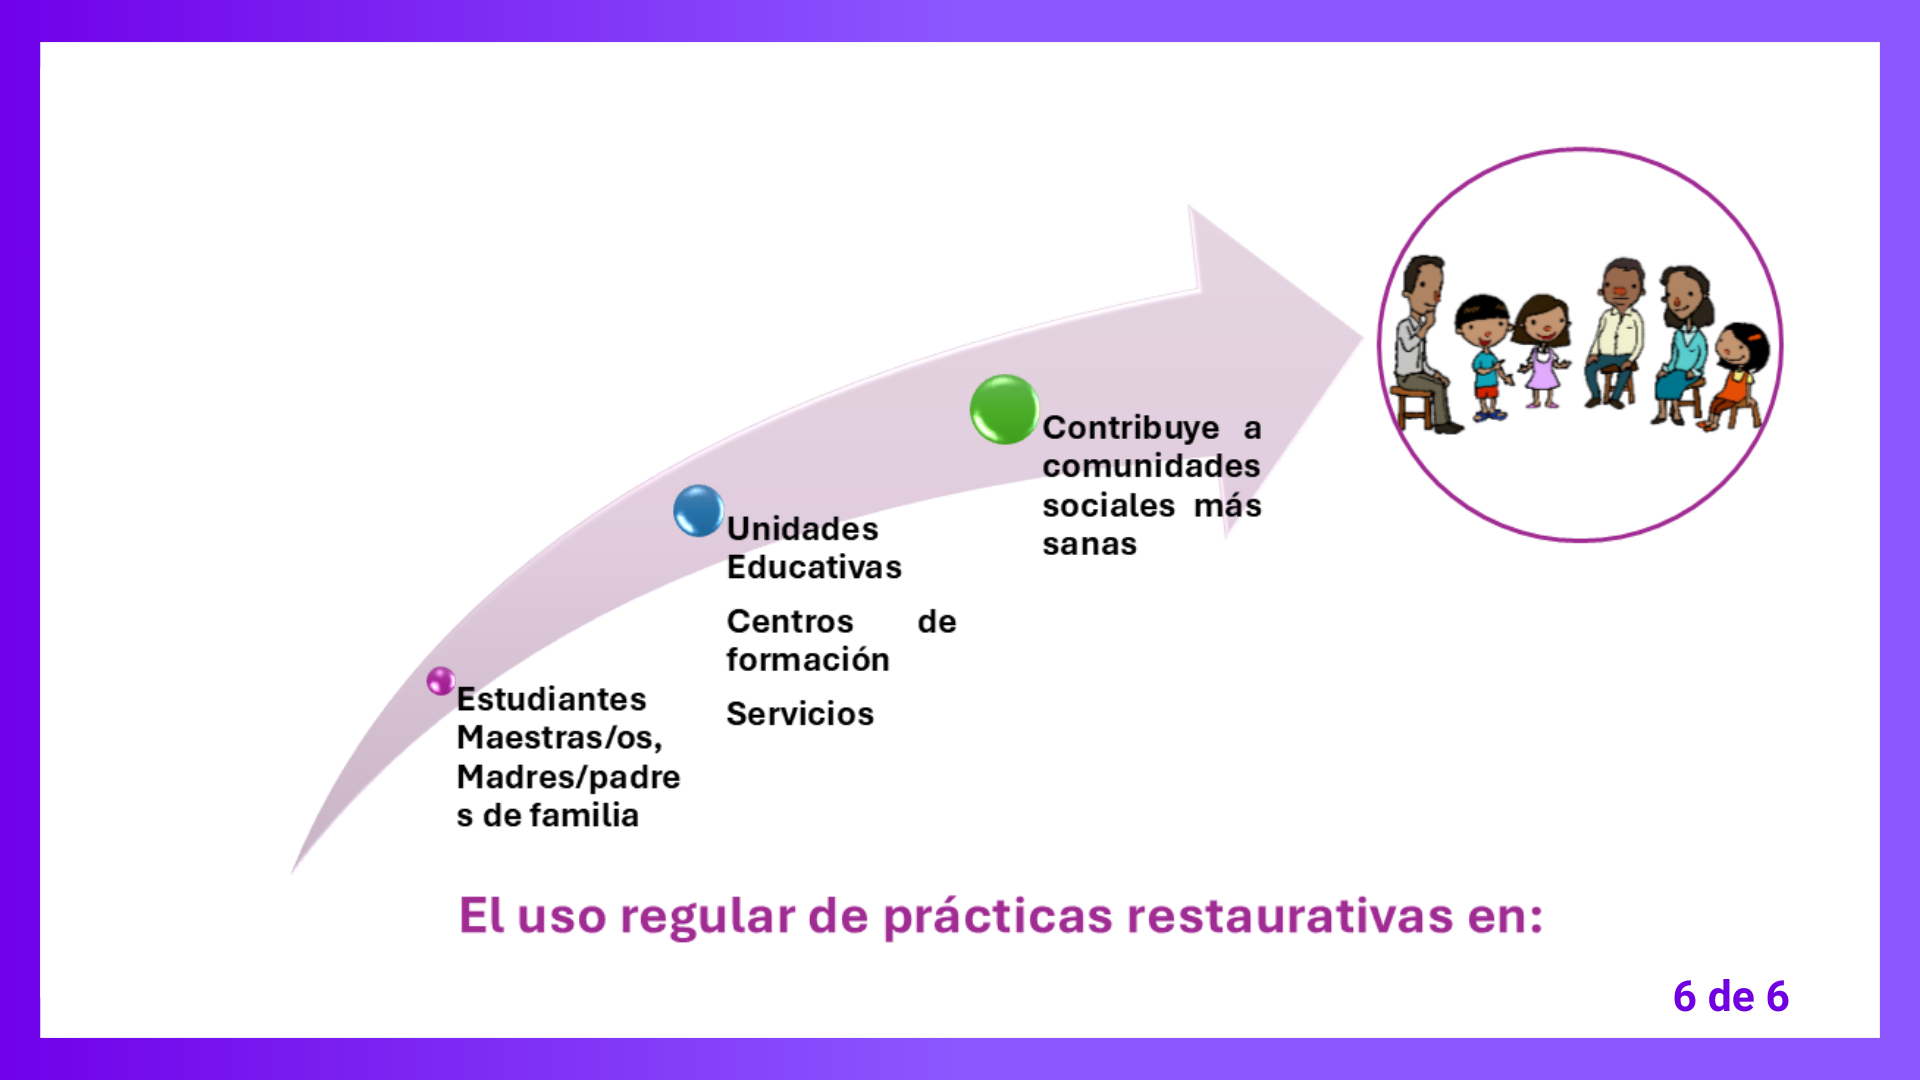 Contribuye a
comunidades
sociales más
sanas
Unidades
Educativas
Centros de
formación
Servicios
Estudiantes
Maestras/os,
Madres/padre
s de familia
El uso regular de prácticas restaurativas en:
6 de 6